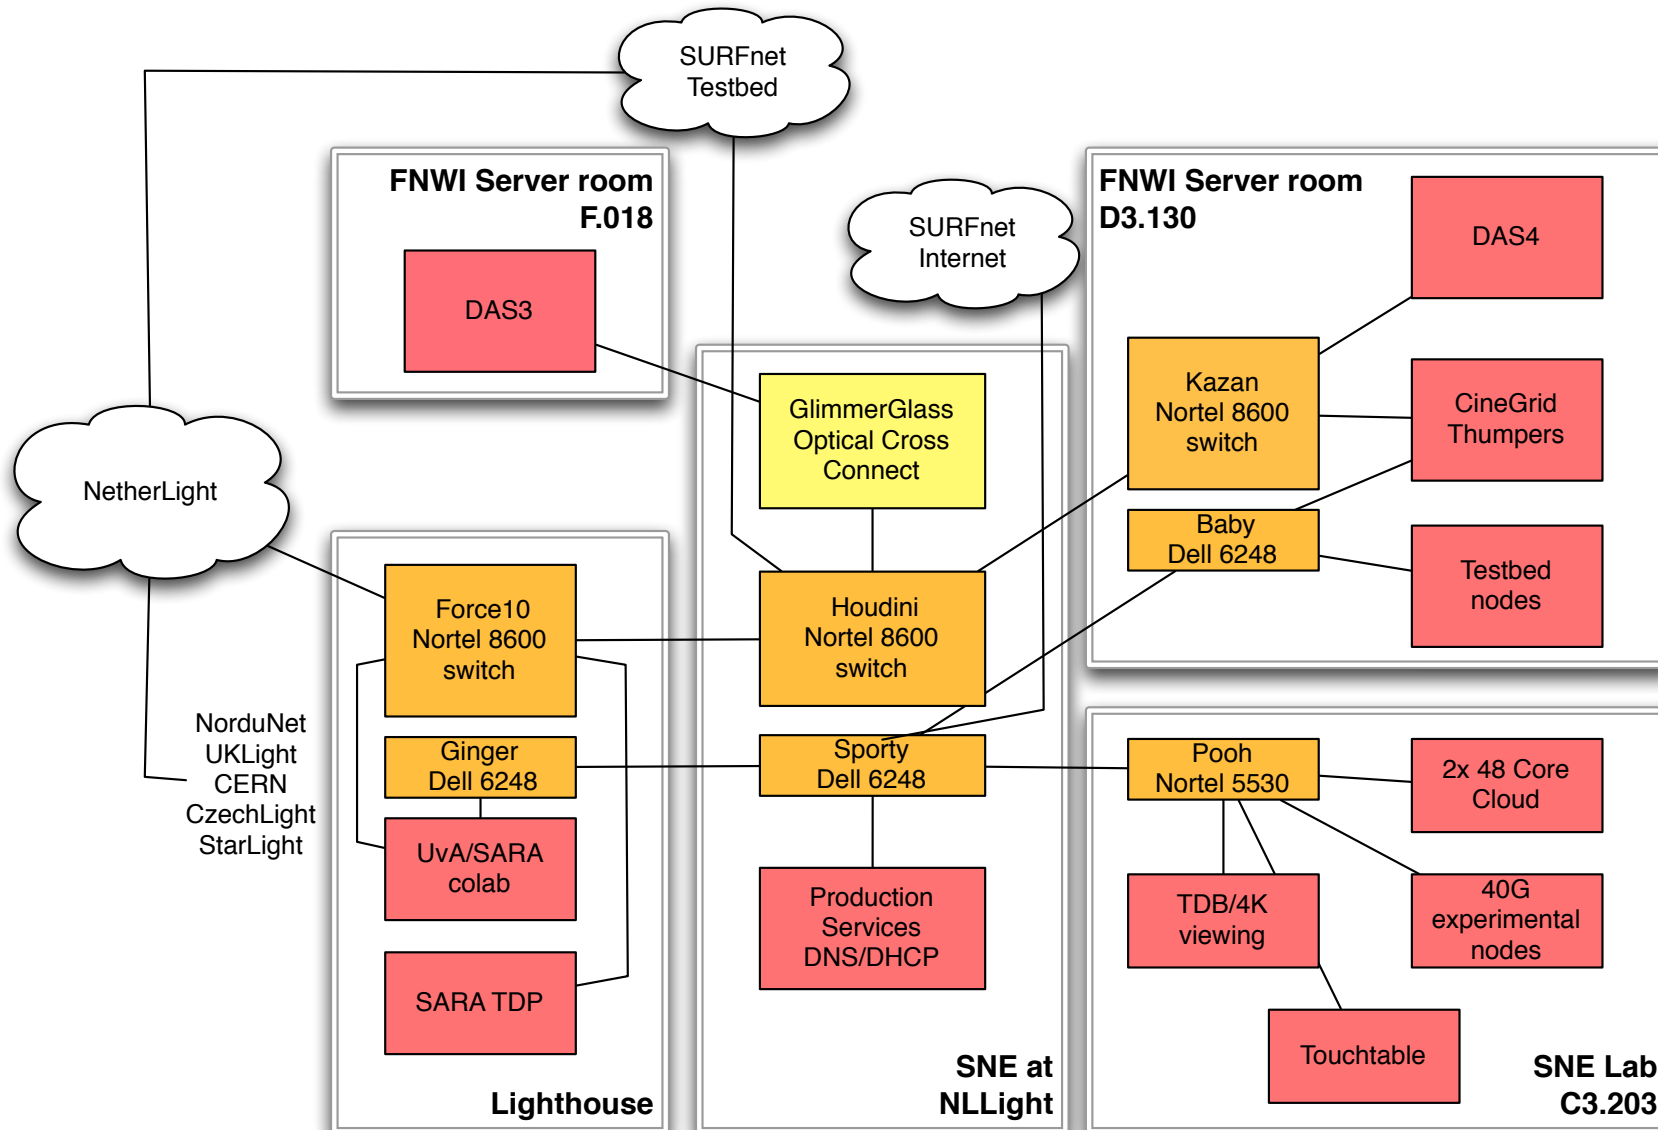 SURFnet
Testbed
FNWI Server room
F.018
DAS3
SURFnet
Internet
FNWI Server room
D3.130
DAS4
Kazan
Nortel 8600
switch
CineGrid
Thumpers
Baby
Dell 6248
Testbed
nodes
GlimmerGlass
Optical Cross
Connect
NetherLight
Force10
Nortel 8600
switch
Houdini
Nortel 8600
switch
NorduNet
UKLight
CERN
CzechLight
StarLight
Ginger
Dell 6248
Sporty
Dell 6248
Pooh
Nortel 5530
2x 48 Core
Cloud
UvA/SARA
colab
Production
Services
DNS/DHCP
TDB/4K
viewing
40G
experimental
nodes
SARA TDP
Touchtable
Lighthouse
SNE at
NLLight
SNE Lab
C3.203